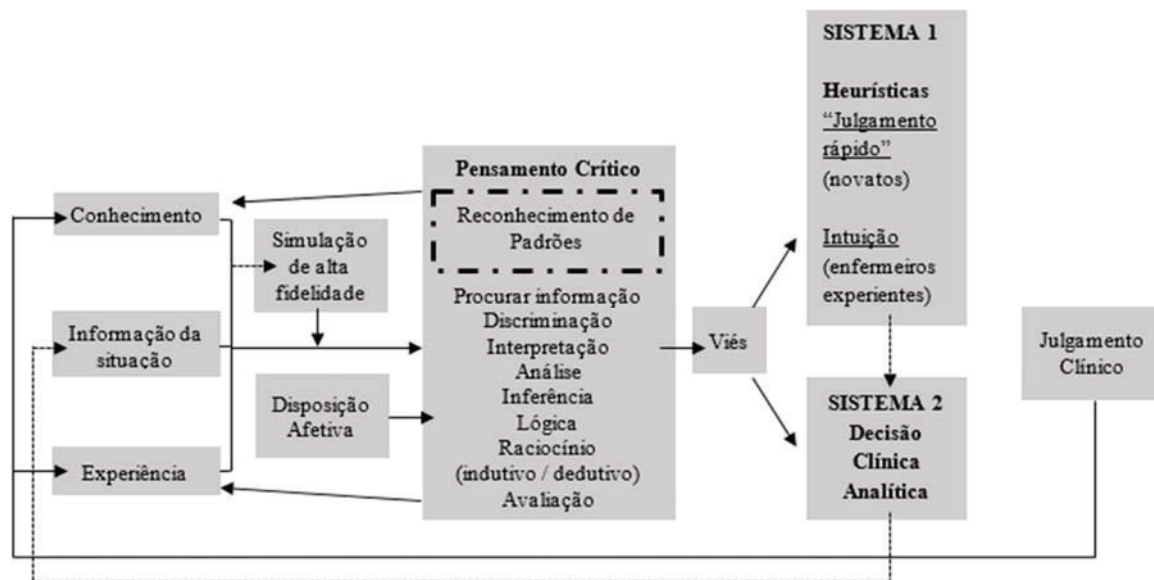 Conhecimento
Informação da
situação
Experiência
Simulação
de alta
fidelidade
Disposição
Afetiva
Pensamento Crítico
Reconhecimento de
Padrões
Procurar informação
Discriminação
Interpretação
Análise
Inferência
Lógica
Raciocínio
(indutivo / dedutivo)
Avaliação
Viés
SISTEMA 1
Heurísticas
“Julgamento
rápido”
(novatos)
Intuição
(enfermeiros
experientes)
SISTEMA 2
Decisão
Clínica
Analítica
Julgamento
Clínico